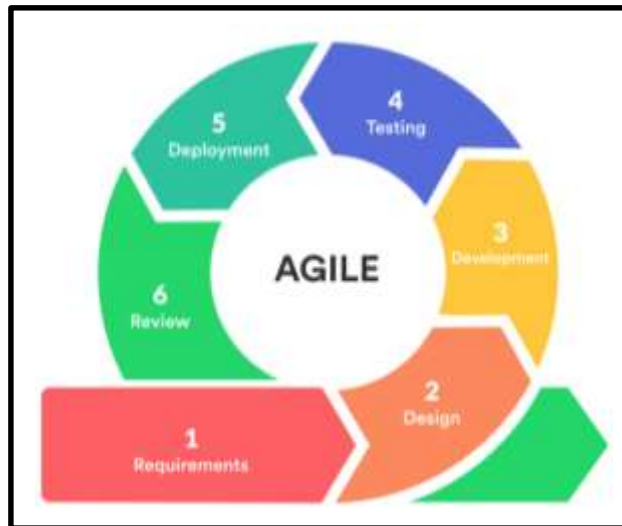 5
Deployment
4
Testing
3
Development
AGILE
6
Review
2
Design
1
Requirements